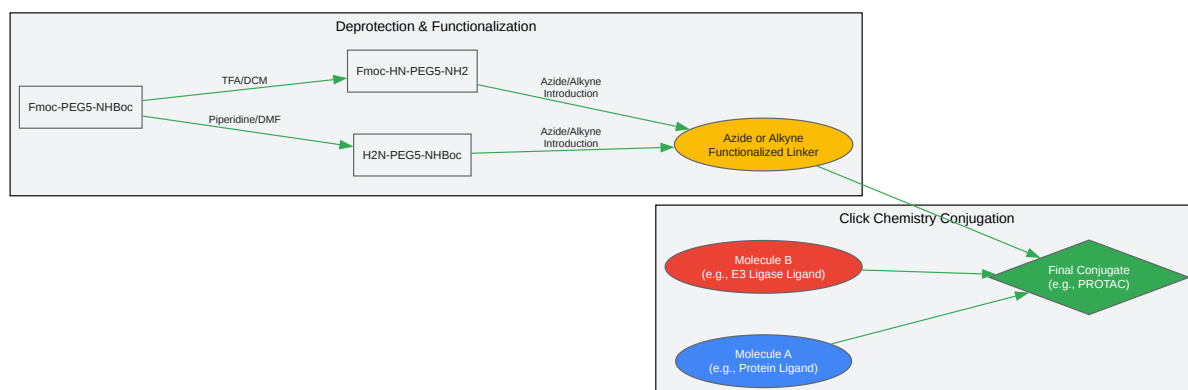 Deprotection & Functionalization
Fmoc-PEG5-NHBoc
TFA/DCM
Piperidine/DMF
Fmoc-HN-PEG5-NH2
H2N-PEG5-NHBoc
Azide/Alkyne
Introduction
Azide/Alkyne
Introduction
Azide or Alkyne
Functionalized Linker
Click Chemistry Conjugation
Molecule B
(e.g., E3 Ligase Ligand)
Molecule A
(e.g., Protein Ligand)
Final Conjugate
(e.g., PROTAC)